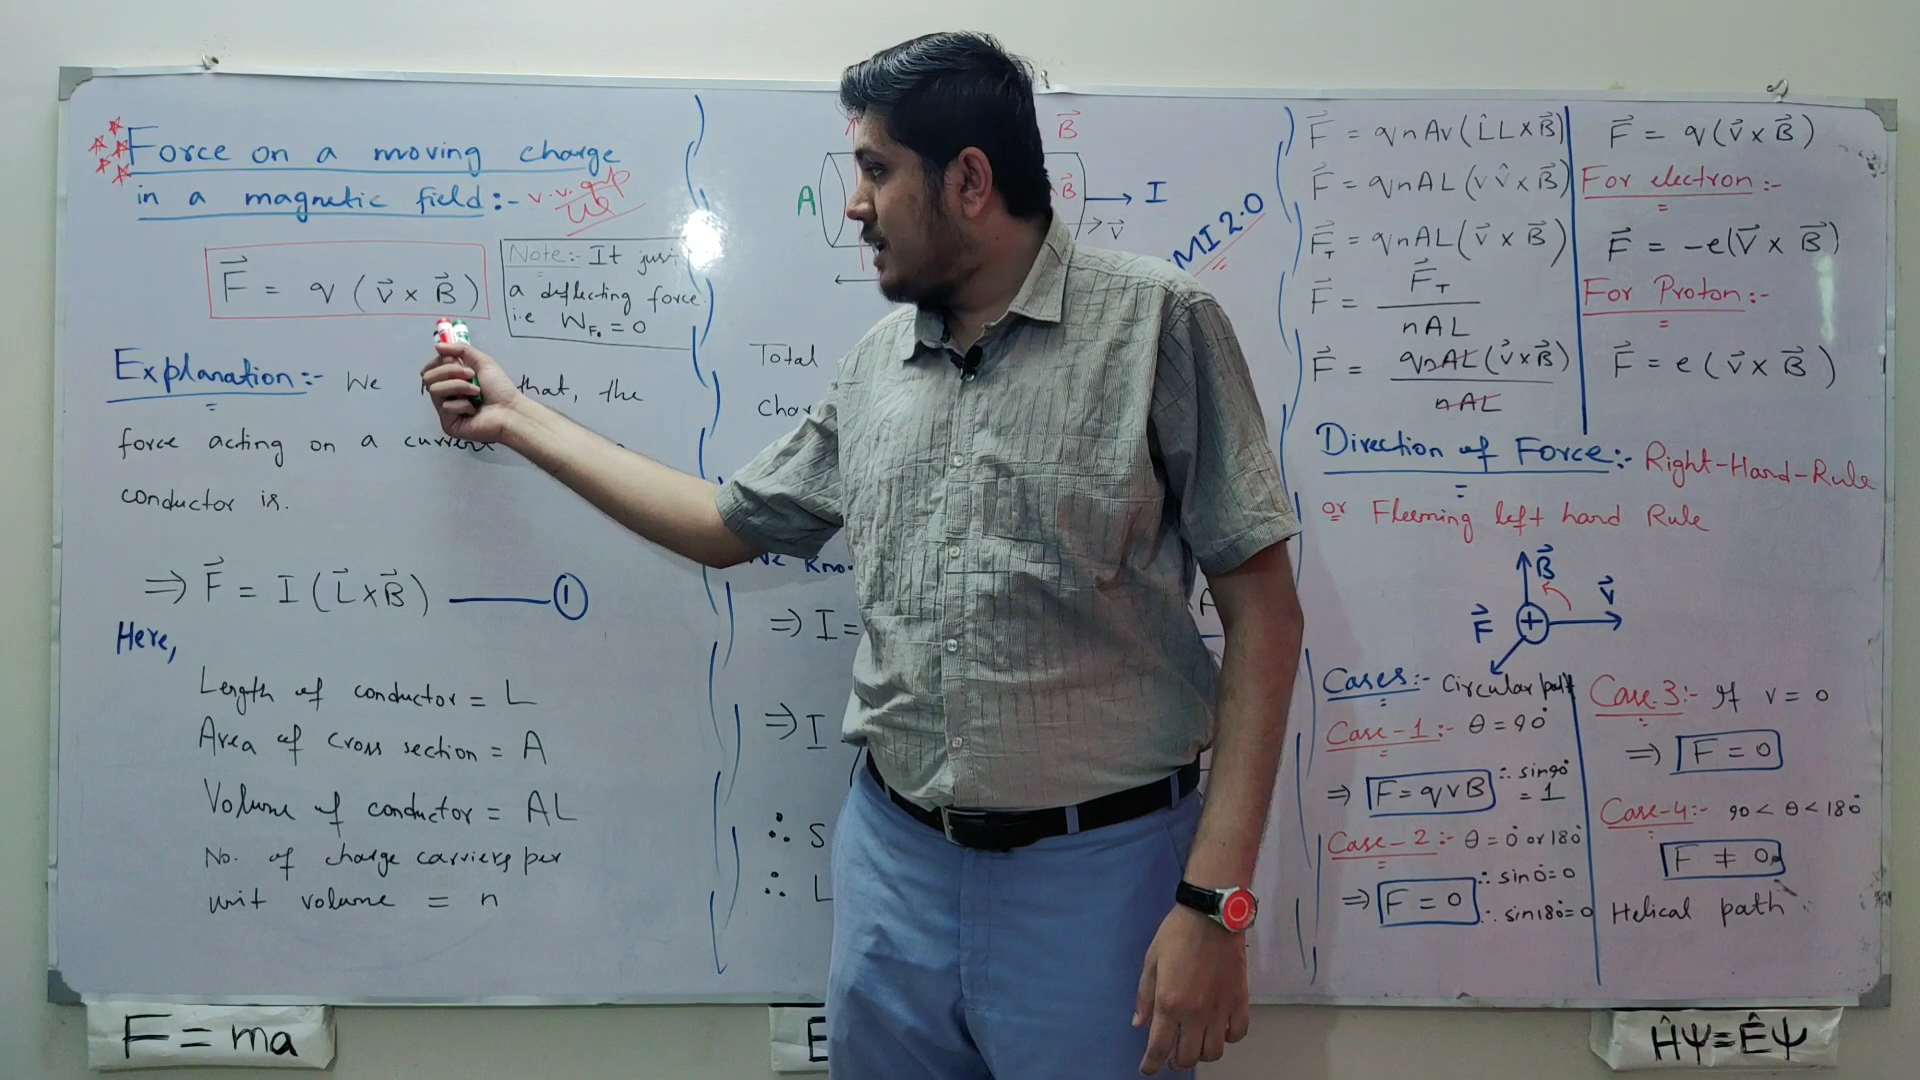 Force on a moving charge
in a magnetic field:-
F⃗ = q (v⃗ × B⃗)
Note:- It just
a deflecting force
i.e W_F. = 0
Explanation:- We that, the
force acting on a current
conductor is.
⇒ F⃗ = I (L⃗ × B⃗) ——— ①
Here,
Length of conductor = L
Area of cross section = A
Volume of conductor = AL
No. of charge carriers per
unit volume = n
B⃗
A B⃗ I
v⃗
MI 2.0
Total
We Know
⇒ I =
⇒ I
∴ S
∴ L
A
F⃗ = qnAv (L̂L × B⃗)
F⃗ = qnAL (v v̂ × B⃗)
F⃗_T = qnAL (v⃗ × B⃗)
F⃗ = F⃗_T / nAL
F⃗ = qnAL (v⃗ × B⃗) / nAL
F⃗ = q (v⃗ × B⃗)
For electron:-
F⃗ = -e(v⃗ × B⃗)
For Proton:-
F⃗ = e (v⃗ × B⃗)
Direction of Force:- Right-Hand-Rule
or Fleeming left hand Rule
B⃗
v⃗
F⃗ +
Cases:- Circular path
Case-1:- θ = 90°
⇒ F = qvB ∴ sin90° = 1
Case-2:- θ = 0° or 180°
⇒ F = 0 ∴ sin0° = 0
∴ sin180° = 0
Case.3:- If v = 0
⇒ F = 0
Case-4:- 90 < θ < 180°
F ≠ 0
Helical path
F = ma
E
ĤΨ = ÊΨ